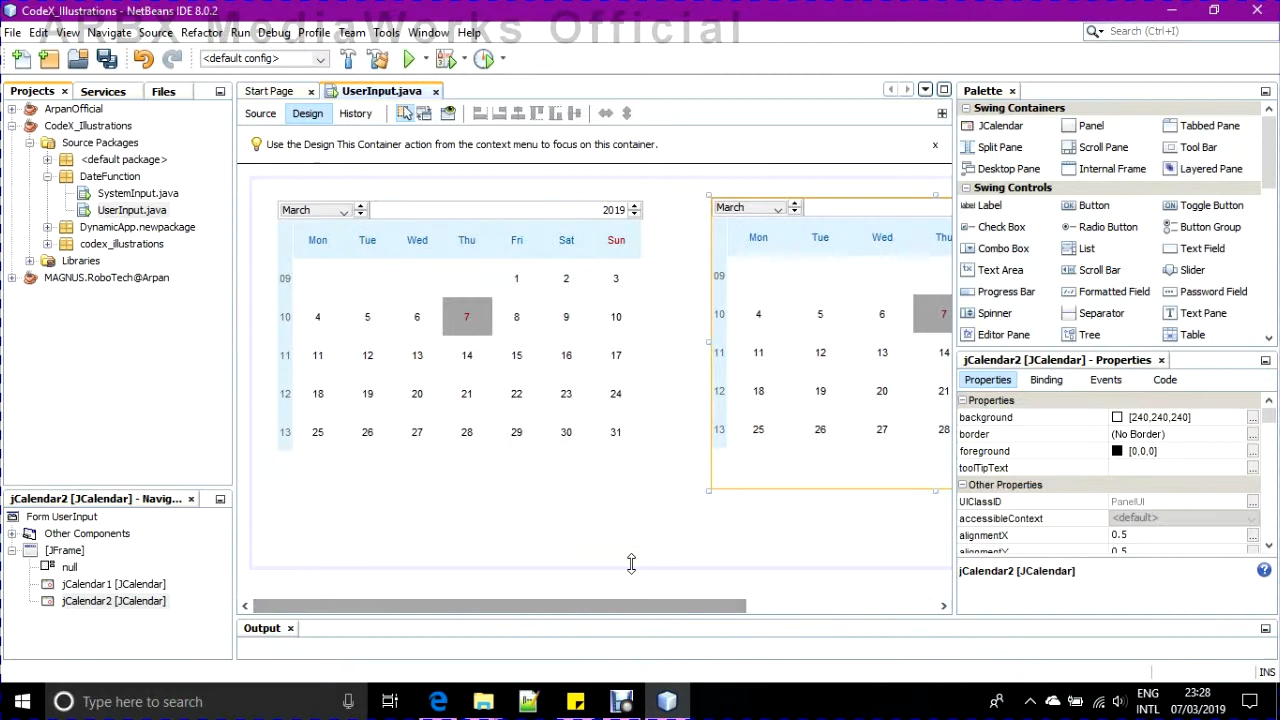 CodeX_Illustrations - NetBeans IDE 8.0.2
ARBX MediaWorks Official
File Edit View Navigate Source Refactor Run Debug Profile Team Tools Window Help
Search (Ctrl+I)
<default config>
Projects Services Files
ArpanOfficial
CodeX_Illustrations
Source Packages
<default package>
DateFunction
SystemInput.java
UserInput.java
DynamicApp.newpackage
codex_illustrations
Libraries
MAGNUS.RoboTech@Arpan
Start Page UserInput.java
Source Design History
Use the Design This Container action from the context menu to focus on this container.
March 2019
Mon Tue Wed Thu Fri Sat Sun
09 1 2 3
10 4 5 6 7 8 9 10
11 11 12 13 14 15 16 17
12 18 19 20 21 22 23 24
13 25 26 27 28 29 30 31
March
Mon Tue Wed Thu
09
10 4 5 6 7
11 11 12 13 14
12 18 19 20 21
13 25 26 27 28
Palette
Swing Containers
JCalendar Panel Tabbed Pane
Split Pane Scroll Pane Tool Bar
Desktop Pane Internal Frame Layered Pane
Swing Controls
Label Button Toggle Button
Check Box Radio Button Button Group
Combo Box List Text Field
Text Area Scroll Bar Slider
Progress Bar Formatted Field Password Field
Spinner Separator Text Pane
Editor Pane Tree Table
jCalendar2 [JCalendar] - Properties
Properties Binding Events Code
Properties
background [240,240,240]
border (No Border)
foreground [0,0,0]
toolTipText
Other Properties
UIClassID PanelUI
accessibleContext <default>
alignmentX 0.5
alignmentY 0.5
jCalendar2 [JCalendar]
jCalendar2 [JCalendar] - Navig...
Form UserInput
Other Components
[JFrame]
null
jCalendar1 [JCalendar]
jCalendar2 [JCalendar]
Output
INS
Type here to search
ENG
INTL
23:28
07/03/2019